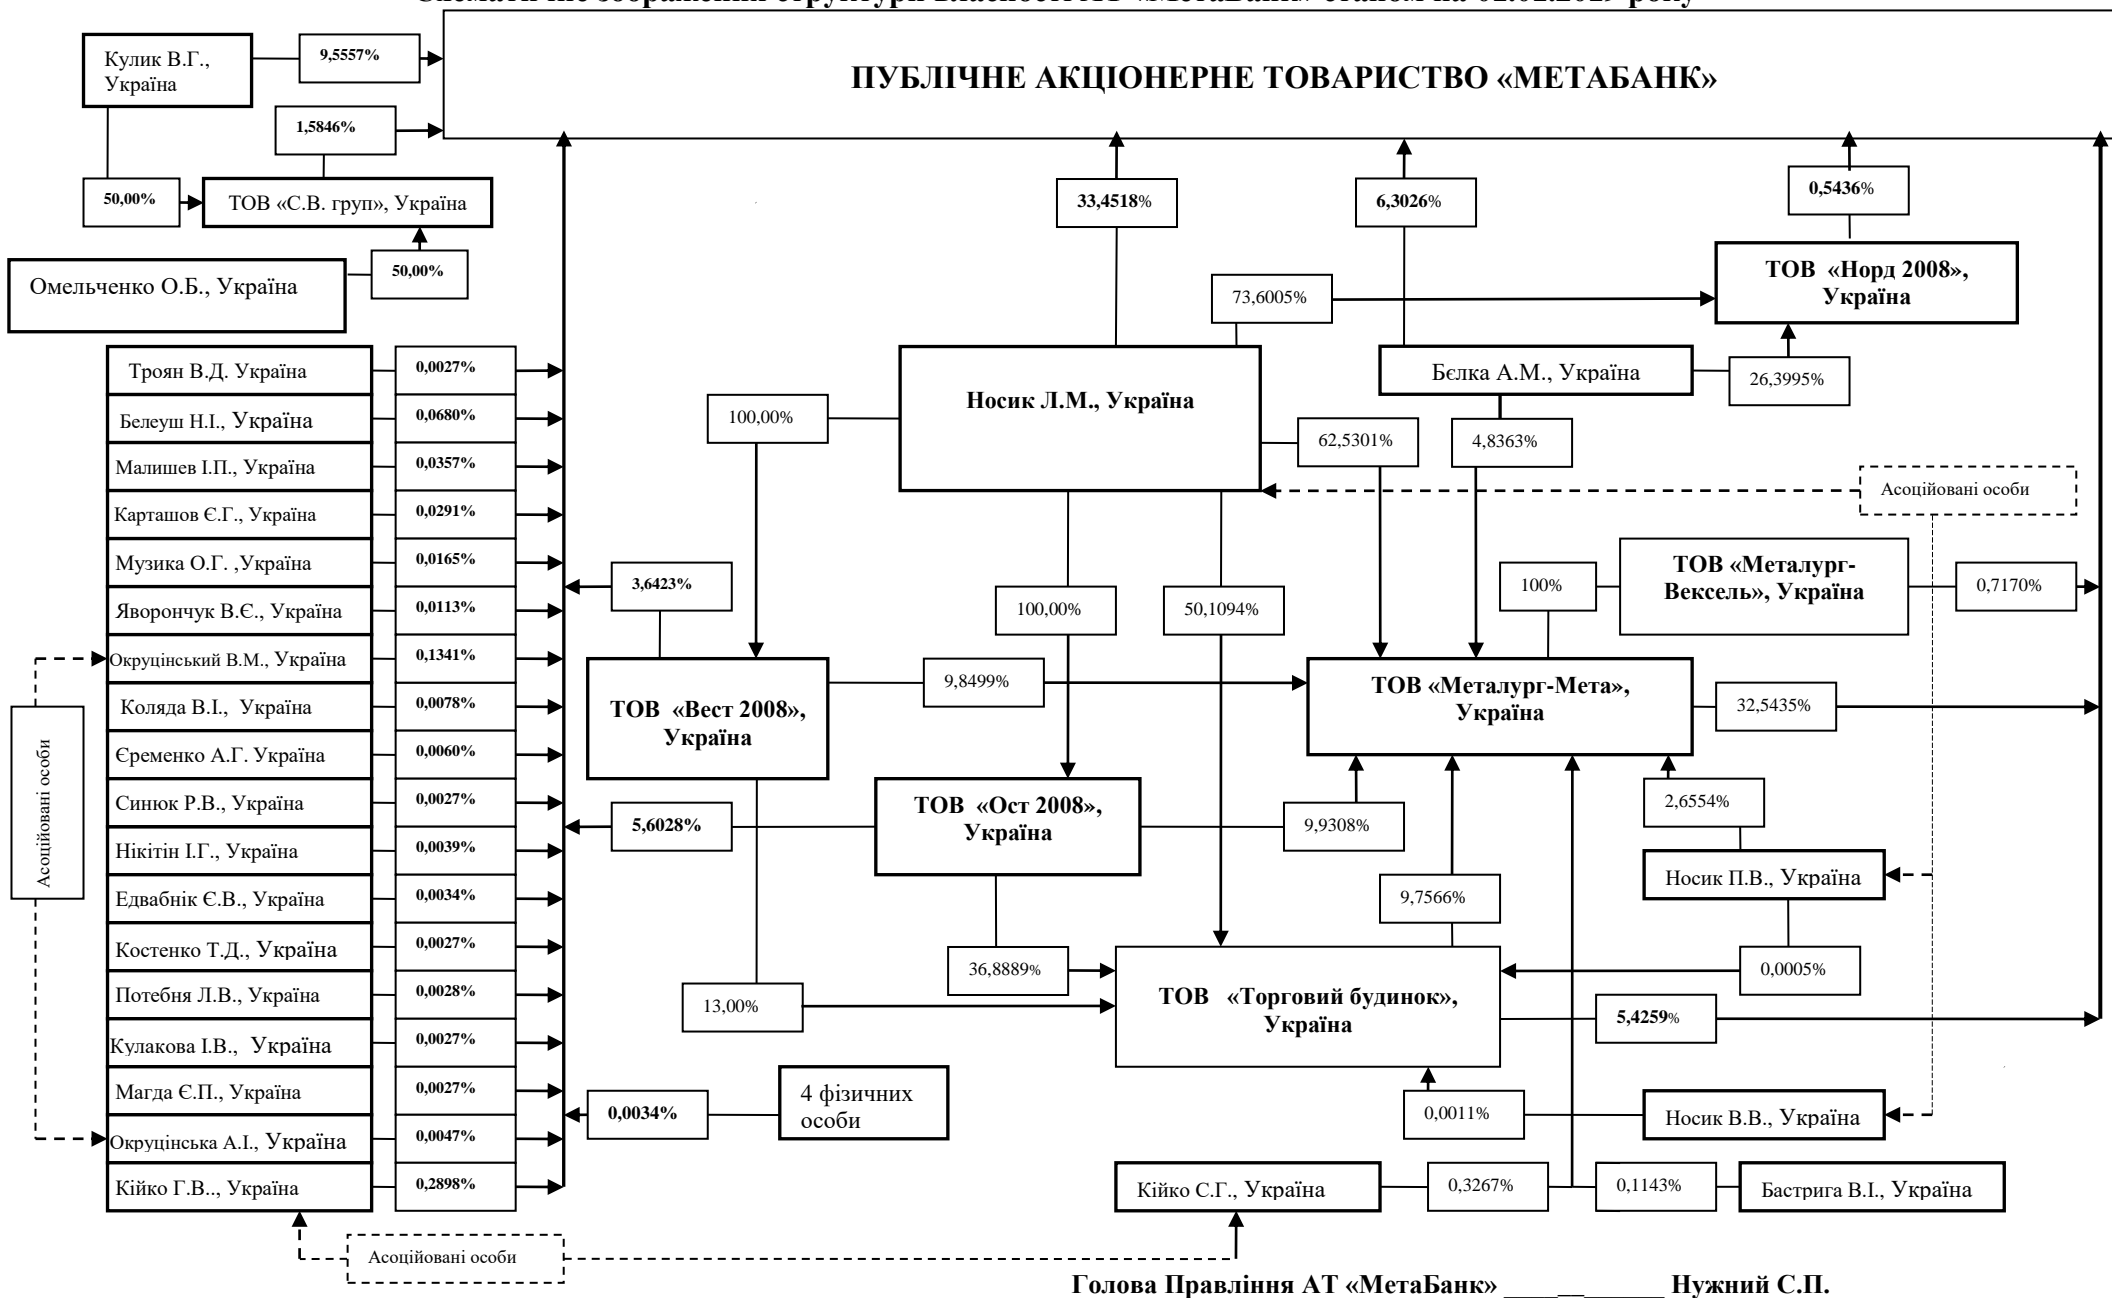 ПУБЛІЧНЕ АКЦІОНЕРНЕ ТОВАРИСТВО «МЕТАБАНК»
Кулик В.Г.,
Україна
9,5557%
1,5846%
50,00%
ТОВ «С.В. груп», Україна
50,00%
Омельченко О.Б., Україна
33,4518%
6,3026%
0,5436%
ТОВ «Норд 2008»,
Україна
73,6005%
Носик Л.М., Україна
Бєлка А.М., Україна
26,3995%
100,00%
62,5301%
4,8363%
Асоційовані особи
Троян В.Д. Україна
0,0027%
Белеуш Н.І., Україна
0,0680%
Малишев І.П., Україна
0,0357%
Карташов Є.Г., Україна
0,0291%
Музика О.Г. ,Україна
0,0165%
Яворончук В.Є., Україна
0,0113%
Окруцінський В.М., Україна
0,1341%
Коляда В.І., Україна
0,0078%
Єременко А.Г. Україна
0,0060%
Синюк Р.В., Україна
0,0027%
Нікітін І.Г., Україна
0,0039%
Едвабнік Є.В., Україна
0,0034%
Костенко Т.Д., Україна
0,0027%
Потебня Л.В., Україна
0,0028%
Кулакова І.В., Україна
0,0027%
Магда Є.П., Україна
0,0027%
Окруцінська А.І., Україна
0,0047%
Кійко Г.В.., Україна
0,2898%
Асоційовані особи
3,6423%
100,00%
50,1094%
100%
ТОВ «Металург-
Вексель», Україна
0,7170%
ТОВ «Вест 2008»,
Україна
9,8499%
ТОВ «Металург-Мета»,
Україна
32,5435%
5,6028%
ТОВ «Ост 2008»,
Україна
9,9308%
2,6554%
9,7566%
Носик П.В., Україна
36,8889%
0,0005%
13,00%
ТОВ «Торговий будинок»,
Україна
5,4259%
0,0034%
4 фізичних
особи
0,0011%
Носик В.В., Україна
Кійко С.Г., Україна
0,3267%
0,1143%
Бастрига В.І., Україна
Асоційовані особи
Голова Правління АТ «МетаБанк» ____________ Нужний С.П.